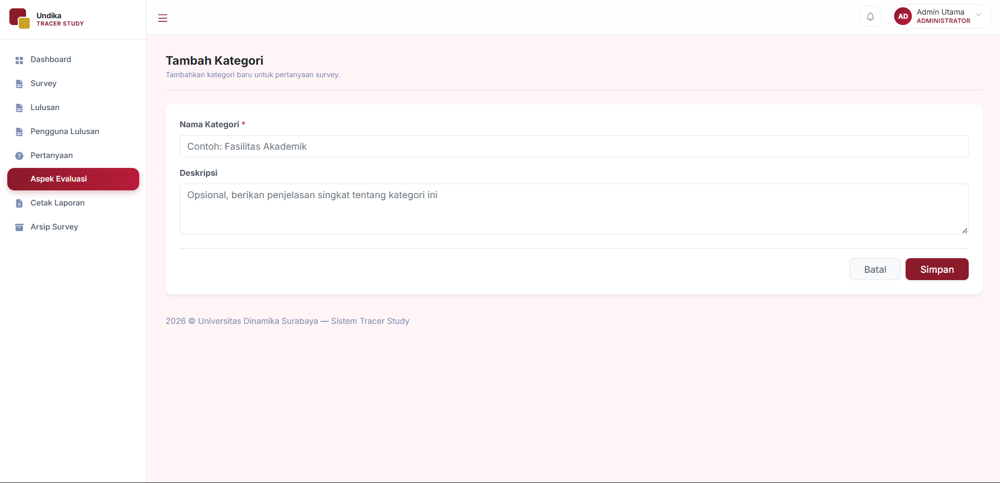 Undika
TRACER STUDY
AD
Admin Utama
ADMINISTRATOR
Dashboard
Survey
Lulusan
Pengguna Lulusan
Pertanyaan
Aspek Evaluasi
Cetak Laporan
Arsip Survey
Tambah Kategori
Tambahkan kategori baru untuk pertanyaan survey.
Nama Kategori *
Contoh: Fasilitas Akademik
Deskripsi
Opsional, berikan penjelasan singkat tentang kategori ini
Batal
Simpan
2026 © Universitas Dinamika Surabaya — Sistem Tracer Study